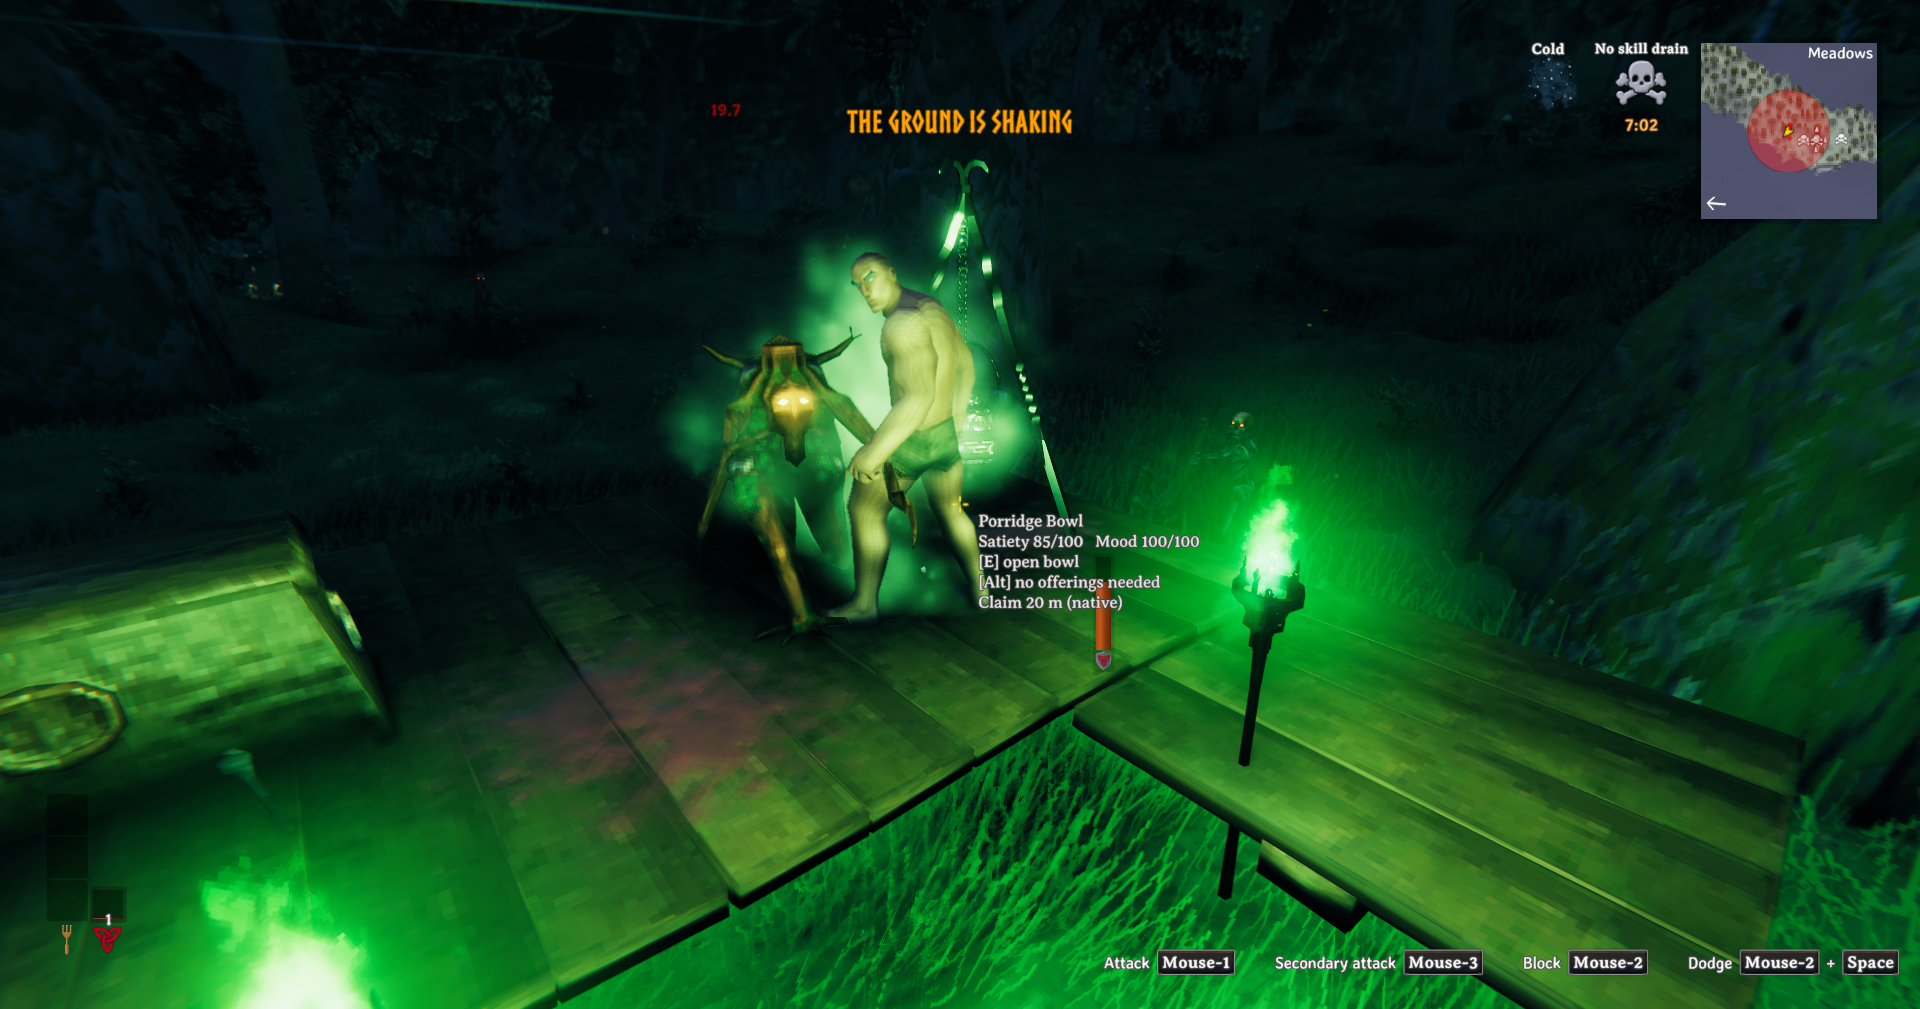 Cold
No skill drain
Meadows
19.7
THE GROUND IS SHAKING
7:02
Porridge Bowl
Satiety 85/100 Mood 100/100
[E] open bowl
[Alt] no offerings needed
Claim 20 m (native)
1
Attack Mouse-1 Secondary attack Mouse-3 Block Mouse-2 Dodge Mouse-2 + Space